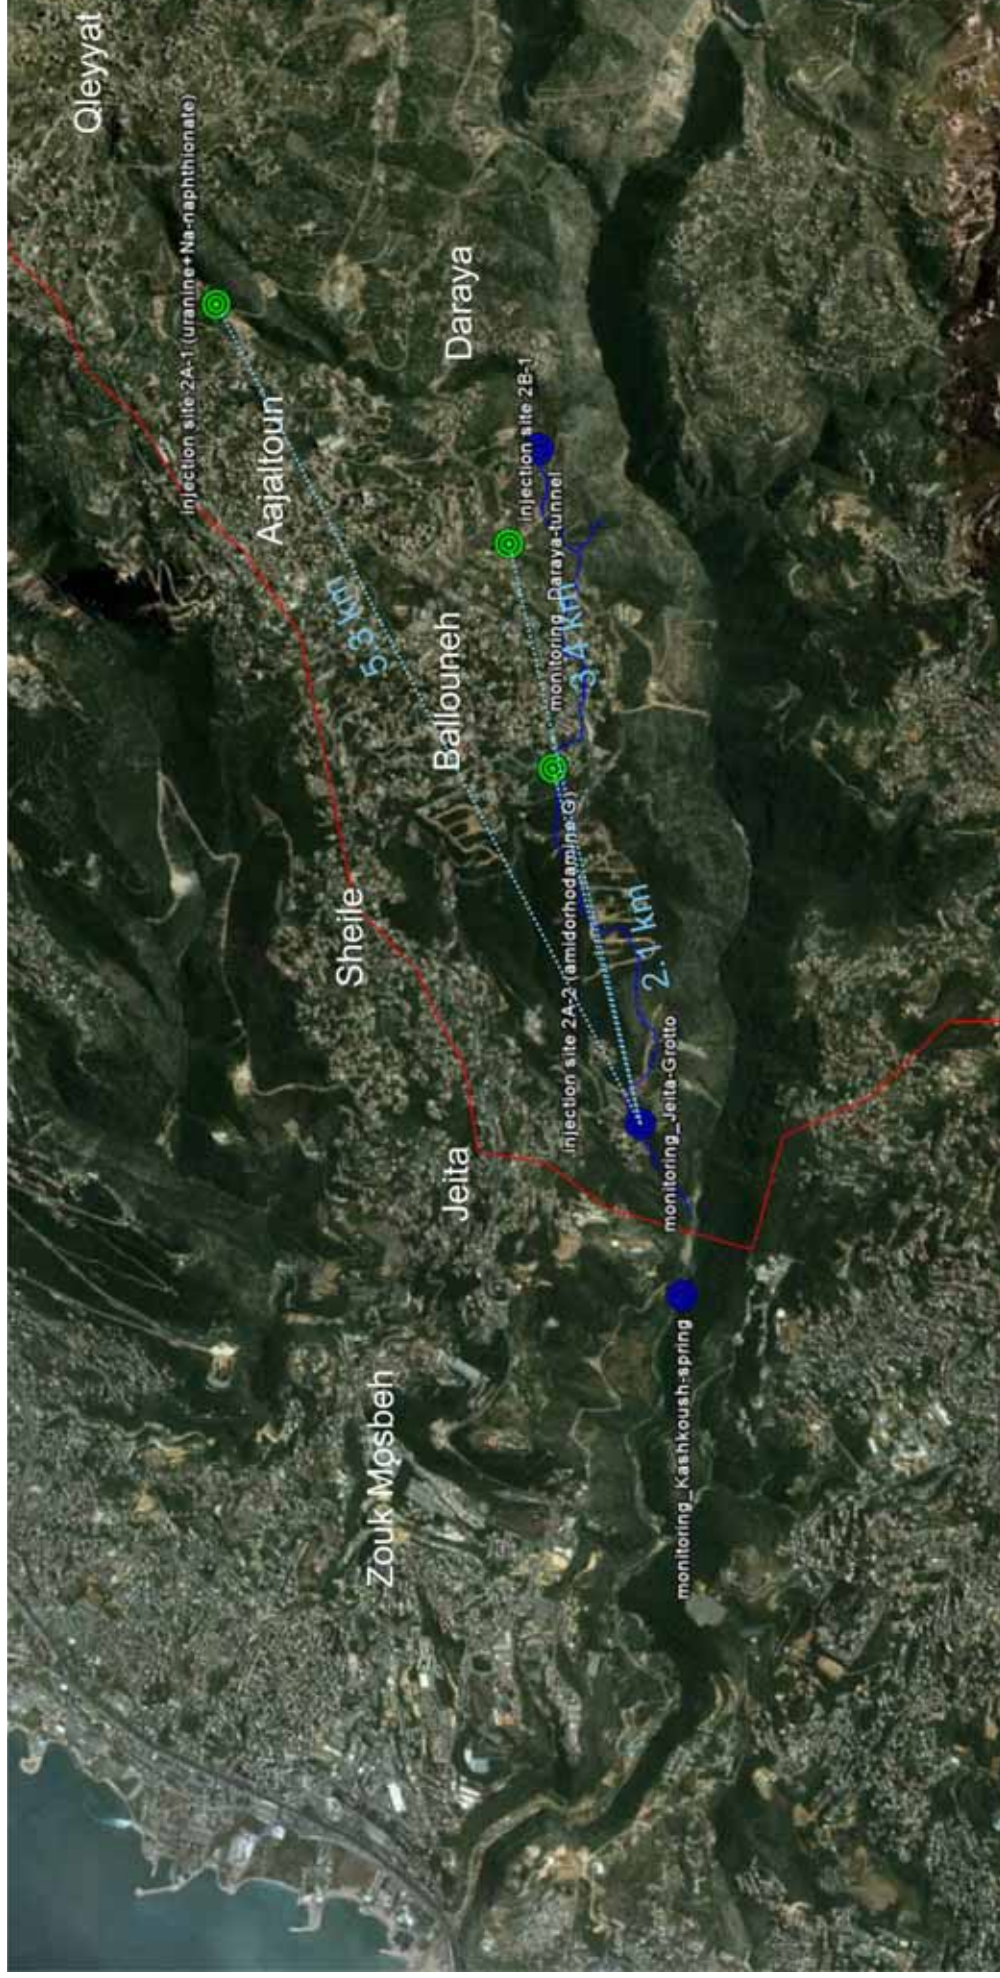 Qleyyat
injection site 2A-1 (uranine+Na-naphthionate)
Aajaltoun
Daraya
injection site 2B-1
monitoring_Daraya-tunnel
5.3 km
3.4 km
Ballouneh
injection site 2A-2 (amidorhodamine G)
2.1 km
Sheile
monitoring_Jeita-Grotto
Jeita
monitoring_Kashkoush-spring
Zouk Mosbeh